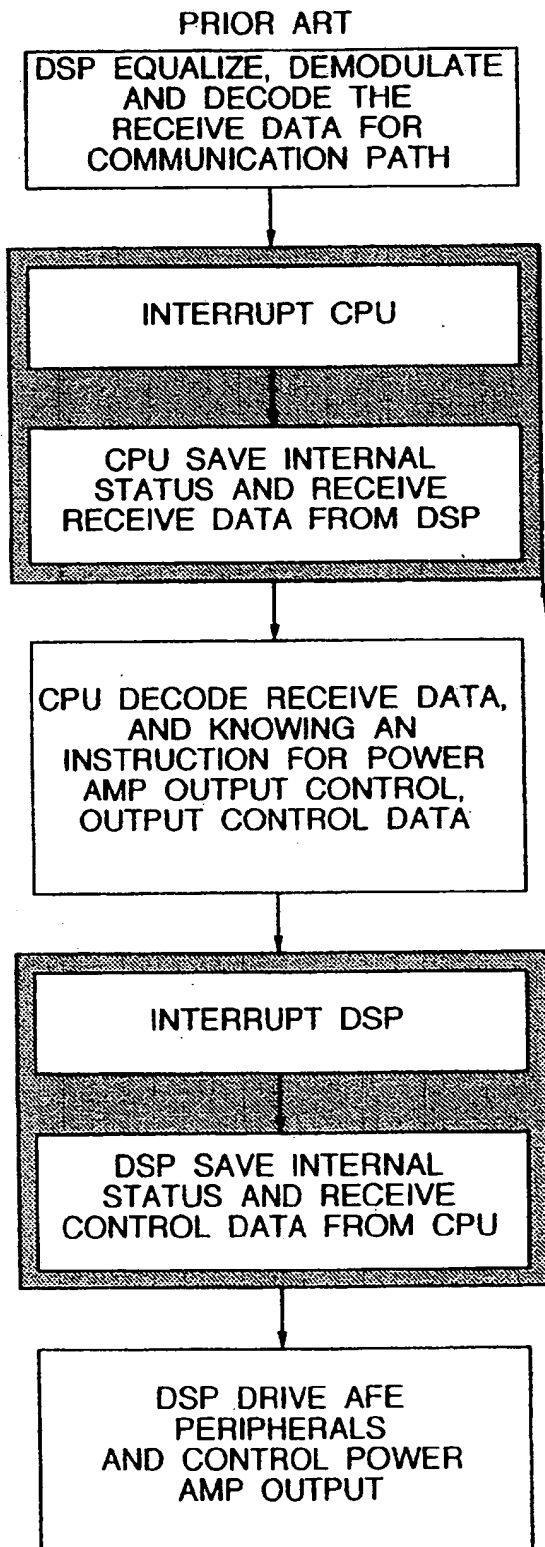 PRIOR ART
DSP EQUALIZE, DEMODULATE
AND DECODE THE
RECEIVE DATA FOR
COMMUNICATION PATH
INTERRUPT CPU
CPU SAVE INTERNAL
STATUS AND RECEIVE
RECEIVE DATA FROM DSP
CPU DECODE RECEIVE DATA,
AND KNOWING AN
INSTRUCTION FOR POWER
AMP OUTPUT CONTROL,
OUTPUT CONTROL DATA
INTERRUPT DSP
DSP SAVE INTERNAL
STATUS AND RECEIVE
CONTROL DATA FROM CPU
DSP DRIVE AFE
PERIPHERALS
AND CONTROL POWER
AMP OUTPUT